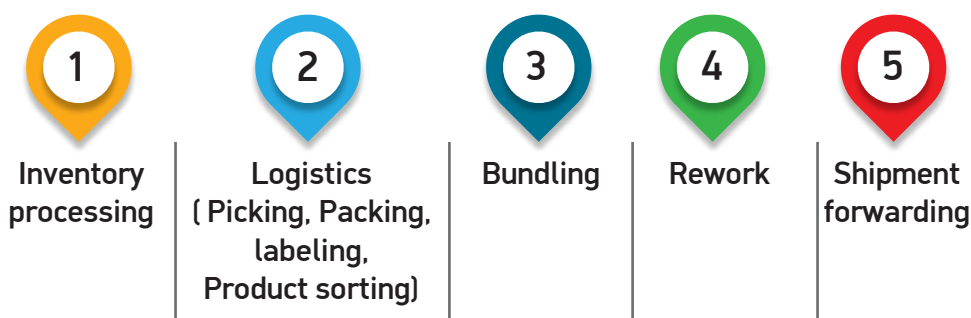 1
Inventory
processing
2
Logistics
( Picking, Packing,
labeling,
Product sorting)
3
Bundling
4
Rework
5
Shipment
forwarding